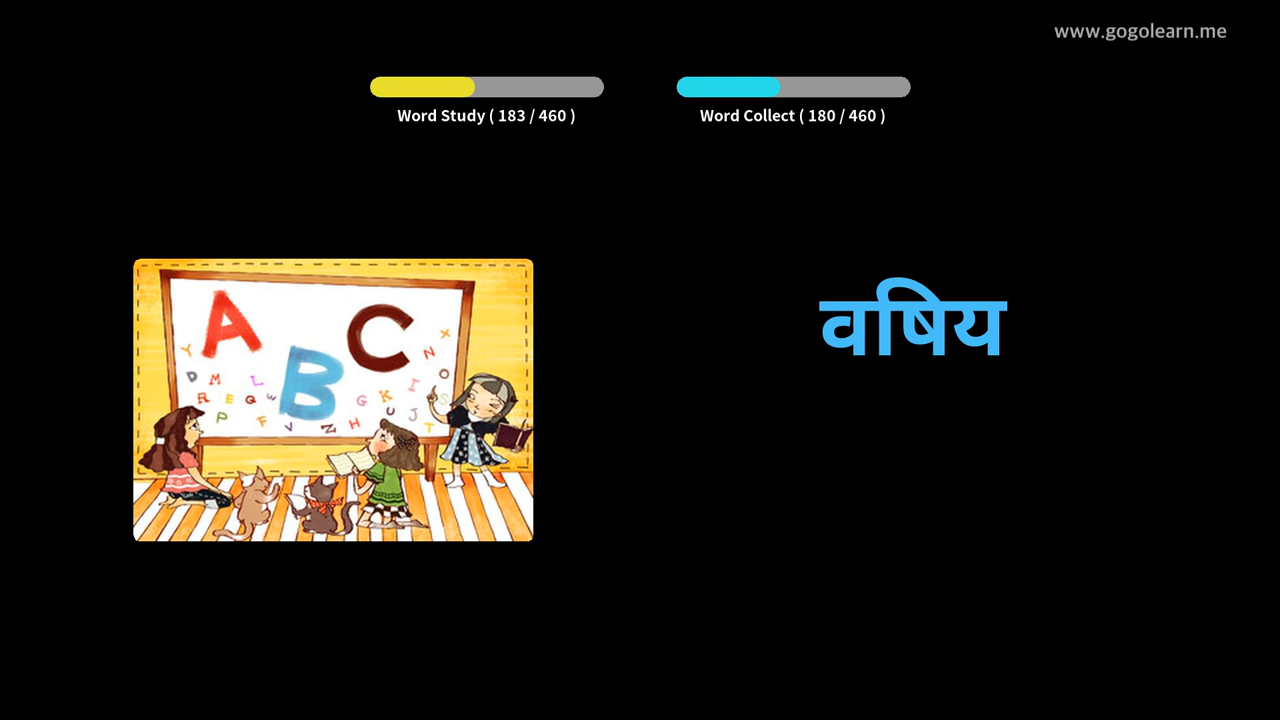 www.gogolearn.me
Word Study ( 183 / 460 )
Word Collect ( 180 / 460 )
वषिय
A B C
X
Y N
D M L I O
R E Q W G K S
P F V Z H U J T